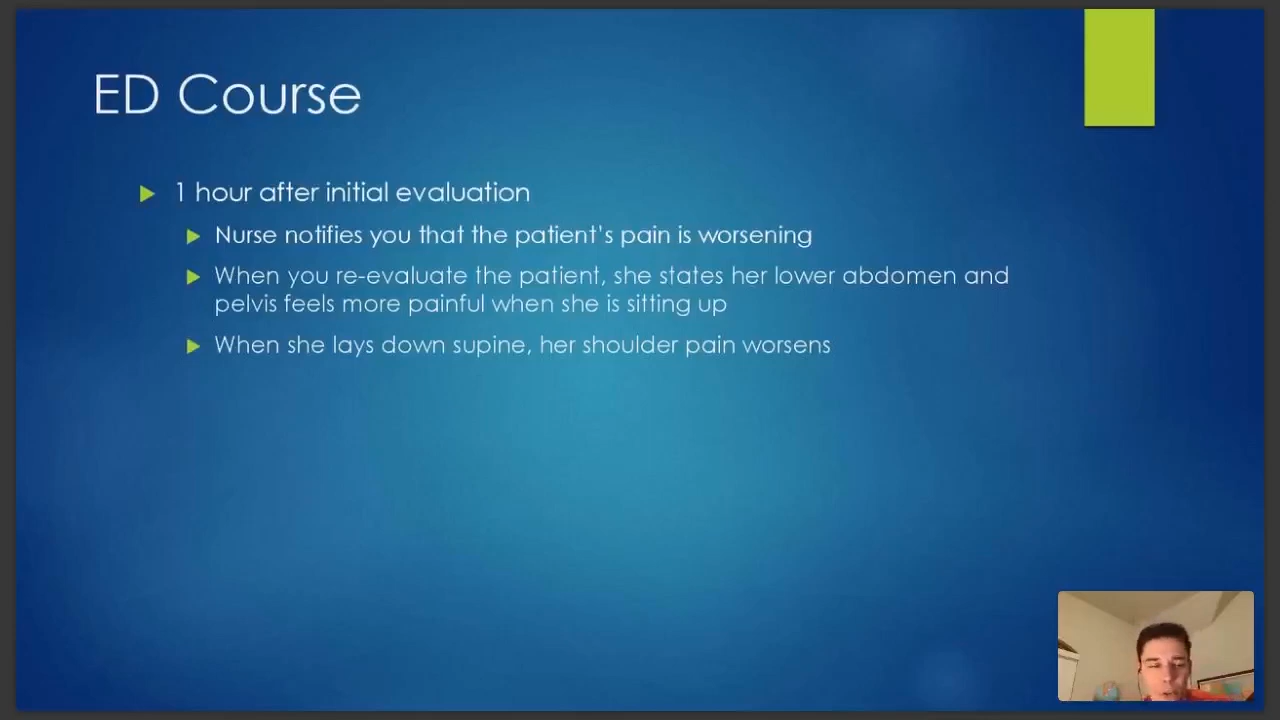 ED Course
1 hour after initial evaluation
Nurse notifies you that the patient's pain is worsening
When you re-evaluate the patient, she states her lower abdomen and
pelvis feels more painful when she is sitting up
When she lays down supine, her shoulder pain worsens